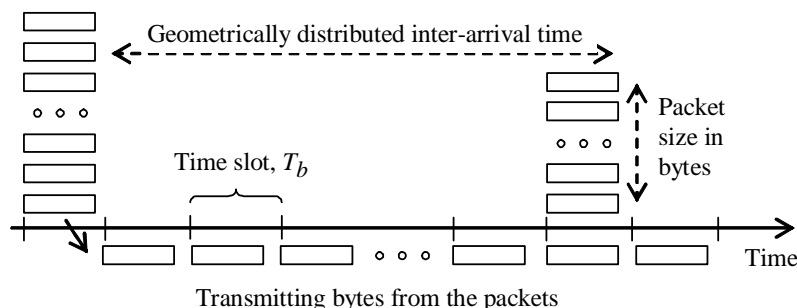 Geometrically distributed inter-arrival time
Packet
size in
bytes
Time slot, T_b
Time
Transmitting bytes from the packets